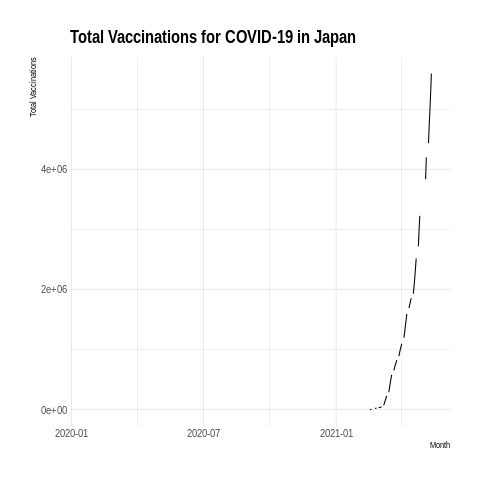 Total Vaccinations for COVID-19 in Japan
Total Vaccinations
4e+06
2e+06
0e+00
2020-01 2020-07 2021-01
Month